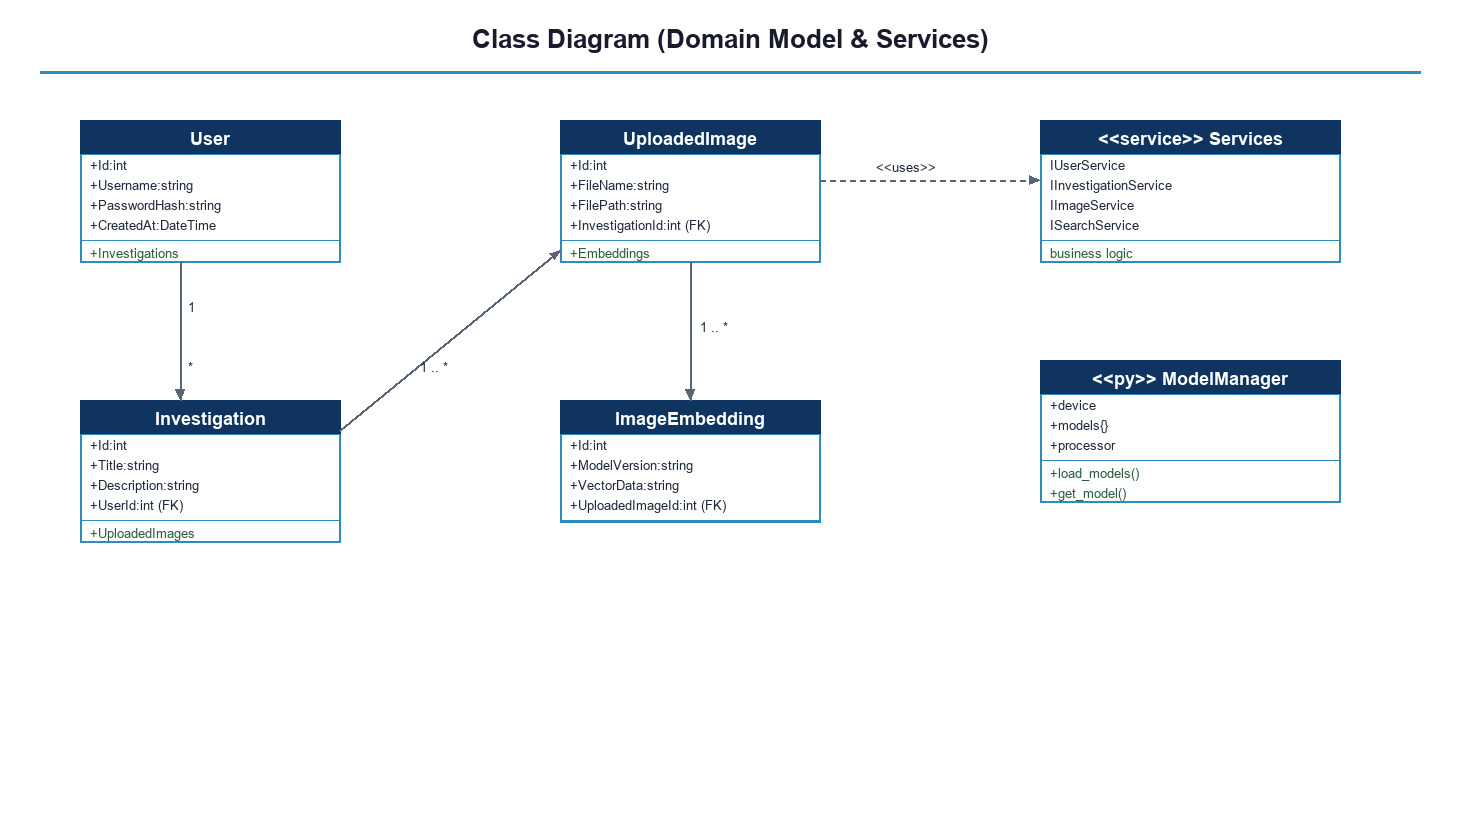 Class Diagram (Domain Model & Services)
User
+Id:int
+Username:string
+PasswordHash:string
+CreatedAt:DateTime
+Investigations
1
*
Investigation
+Id:int
+Title:string
+Description:string
+UserId:int (FK)
+UploadedImages
1 .. *
UploadedImage
+Id:int
+FileName:string
+FilePath:string
+InvestigationId:int (FK)
+Embeddings
1 .. *
ImageEmbedding
+Id:int
+ModelVersion:string
+VectorData:string
+UploadedImageId:int (FK)
<<uses>>
<<service>> Services
IUserService
IInvestigationService
IImageService
ISearchService
business logic
<<py>> ModelManager
+device
+models{}
+processor
+load_models()
+get_model()